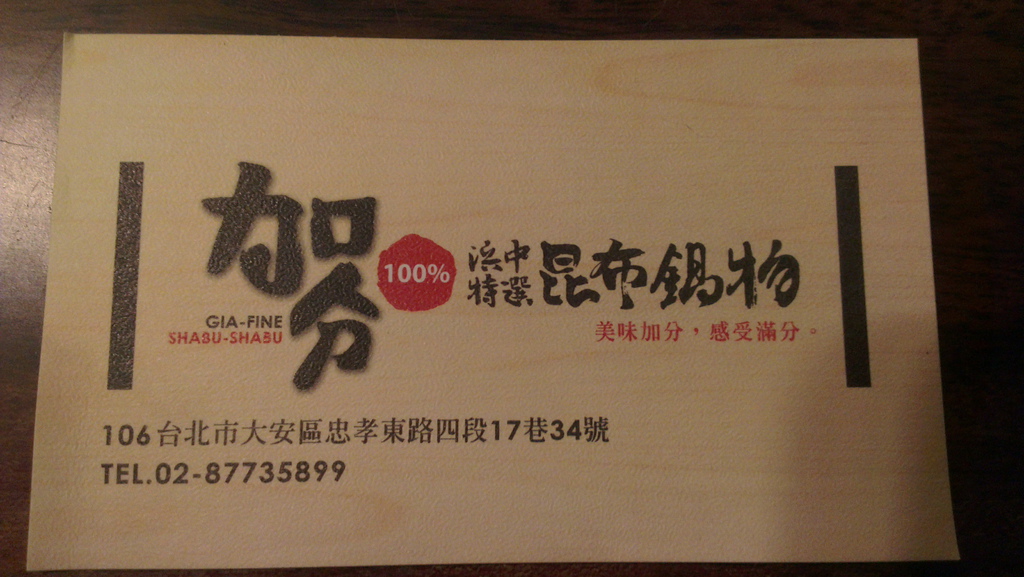 加分
GIA-FINE
SHABU-SHABU
100%
浜中
特選
昆布鍋物
美味加分，感受滿分。
106台北市大安區忠孝東路四段17巷34號
TEL.02-87735899